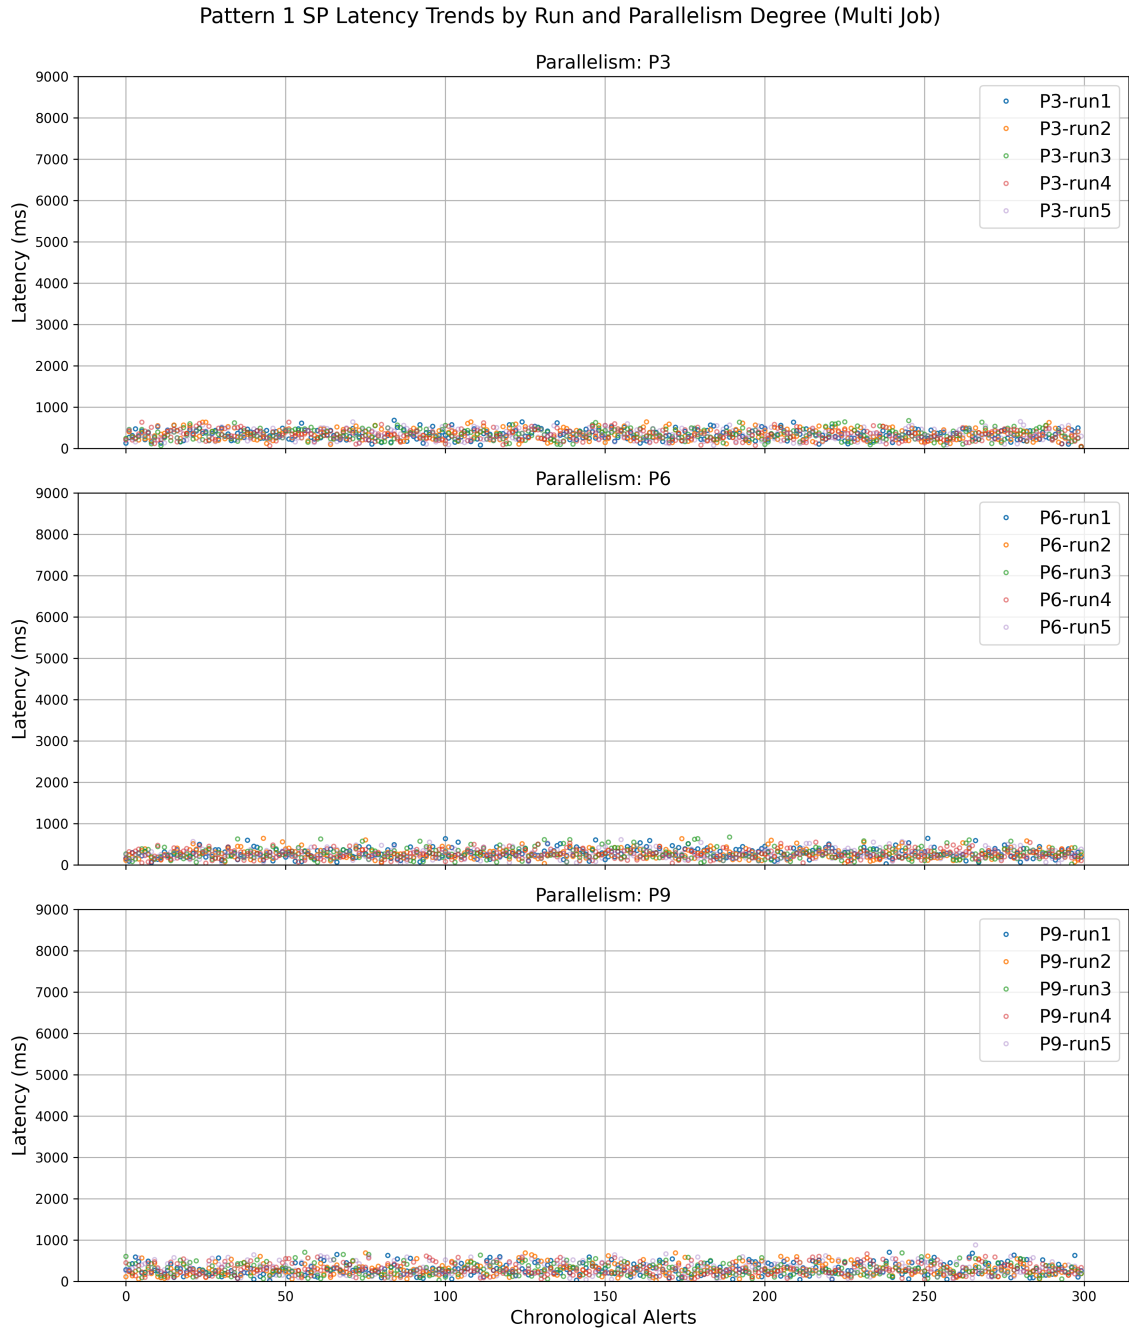 Pattern 1 SP Latency Trends by Run and Parallelism Degree (Multi Job)
Parallelism: P3
9000
8000
7000
6000
5000
4000
3000
2000
1000
0
Latency (ms)
P3-run1
P3-run2
P3-run3
P3-run4
P3-run5
Parallelism: P6
9000
8000
7000
6000
5000
4000
3000
2000
1000
0
Latency (ms)
P6-run1
P6-run2
P6-run3
P6-run4
P6-run5
Parallelism: P9
9000
8000
7000
6000
5000
4000
3000
2000
1000
0
Latency (ms)
P9-run1
P9-run2
P9-run3
P9-run4
P9-run5
0 50 100 150 200 250 300
Chronological Alerts